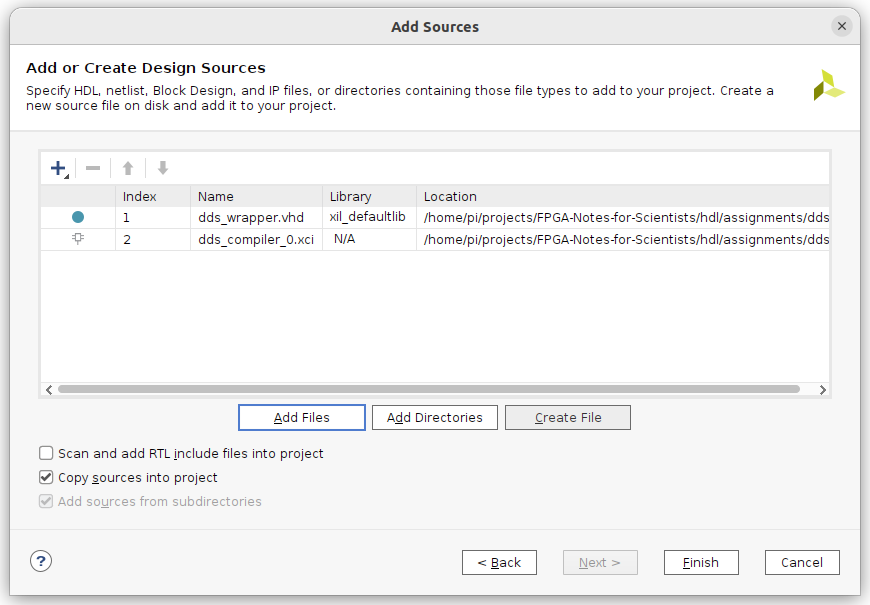 Add Sources
Add or Create Design Sources
Specify HDL, netlist, Block Design, and IP files, or directories containing those file types to add to your project. Create a
new source file on disk and add it to your project.
Index Name Library Location
1 dds_wrapper.vhd xil_defaultlib /home/pi/projects/FPGA-Notes-for-Scientists/hdl/assignments/dds
2 dds_compiler_0.xci N/A /home/pi/projects/FPGA-Notes-for-Scientists/hdl/assignments/dds
Add Files Add Directories Create File
Scan and add RTL include files into project
Copy sources into project
Add sources from subdirectories
? < Back Next > Finish Cancel